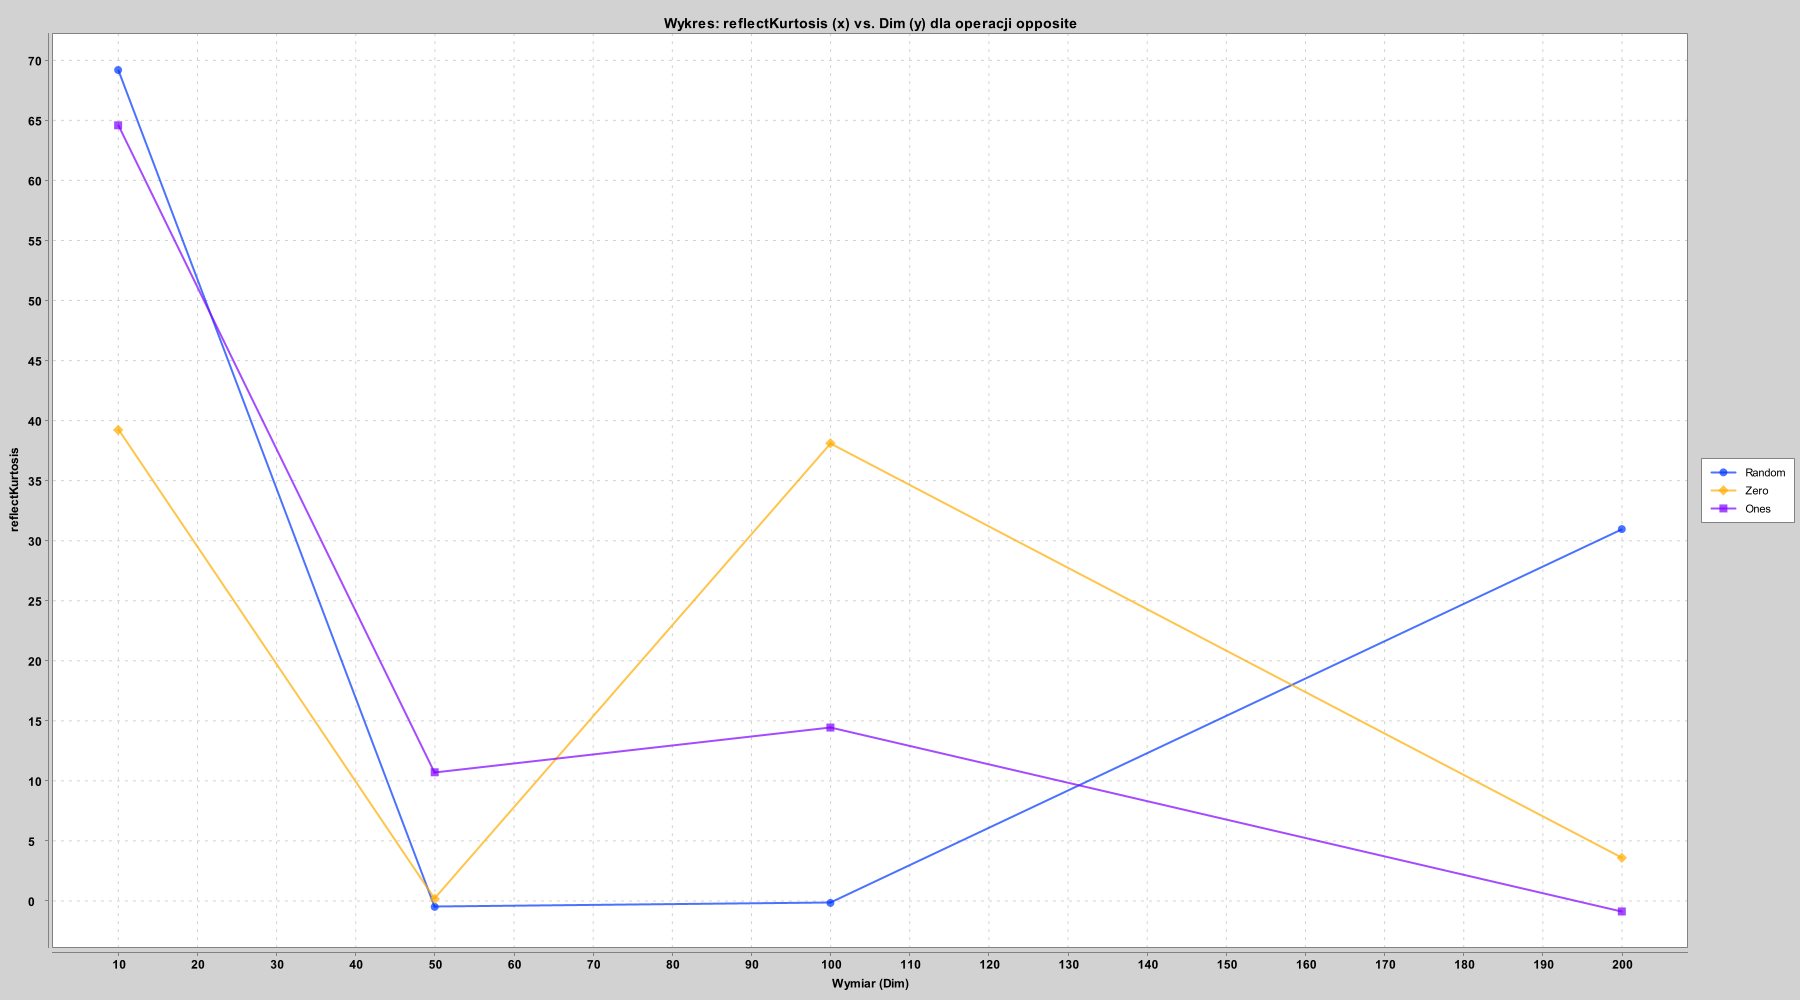 Wykres: reflectKurtosis (x) vs. Dim (y) dla operacji opposite
70
65
60
55
50
45
40
35
30
25
20
15
10
5
0
reflectKurtosis
10 20 30 40 50 60 70 80 90 100 110 120 130 140 150 160 170 180 190 200
Wymiar (Dim)
Random
Zero
Ones